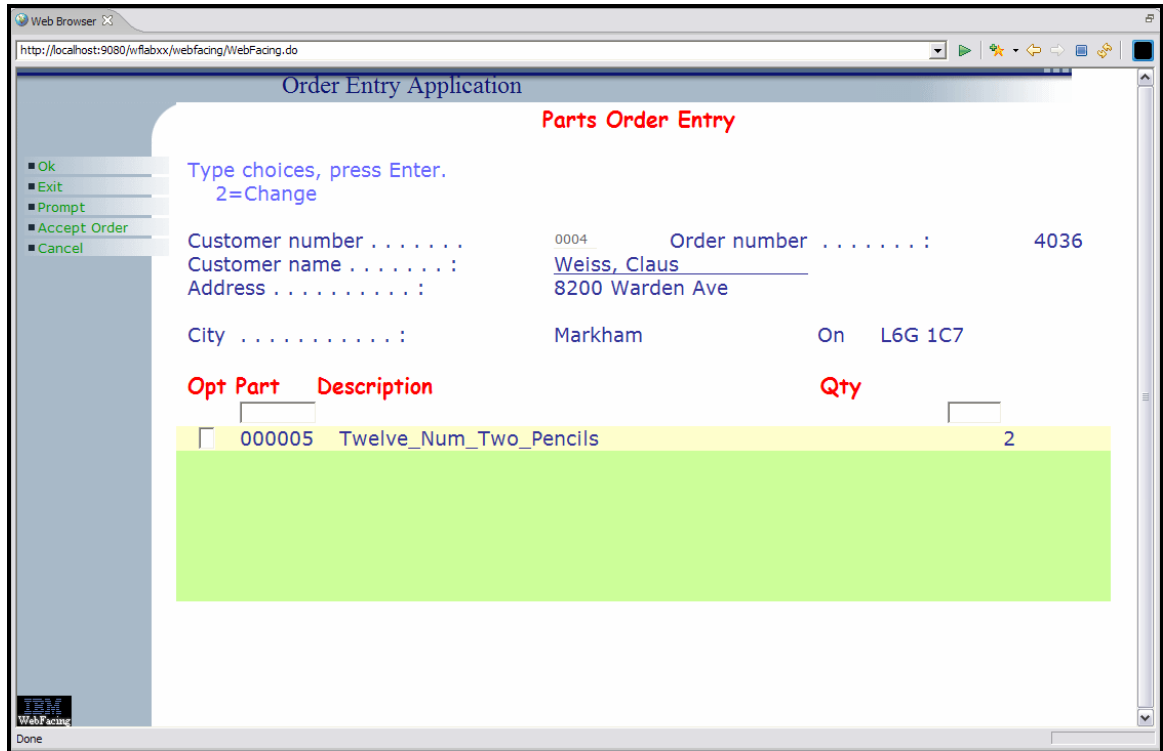 Web Browser
http://localhost:9080/wflabxx/webfacing/WebFacing.do
Order Entry Application
Parts Order Entry
Ok
Exit
Prompt
Accept Order
Cancel
Type choices, press Enter.
2=Change
Customer number . . . . . . . 0004 Order number . . . . . . . : 4036
Customer name . . . . . . . : Weiss, Claus
Address . . . . . . . . . . : 8200 Warden Ave
City . . . . . . . . . . . : Markham On L6G 1C7
Opt Part Description Qty
000005 Twelve_Num_Two_Pencils 2
IBM
WebFacing
Done